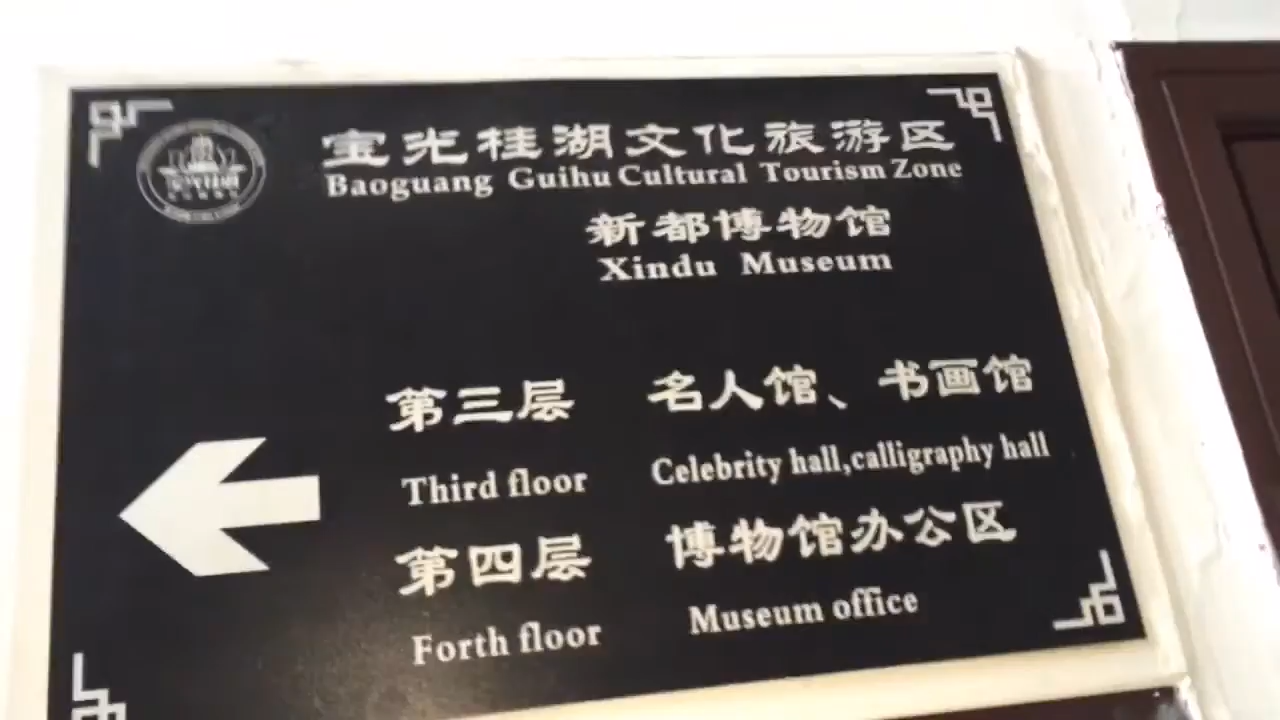 宝光桂湖文化旅游区
Baoguang Guihu Cultural Tourism Zone
新都博物馆
Xindu Museum
第三层 名人馆、书画馆
Third floor Celebrity hall,calligraphy hall
第四层 博物馆办公区
Forth floor Museum office